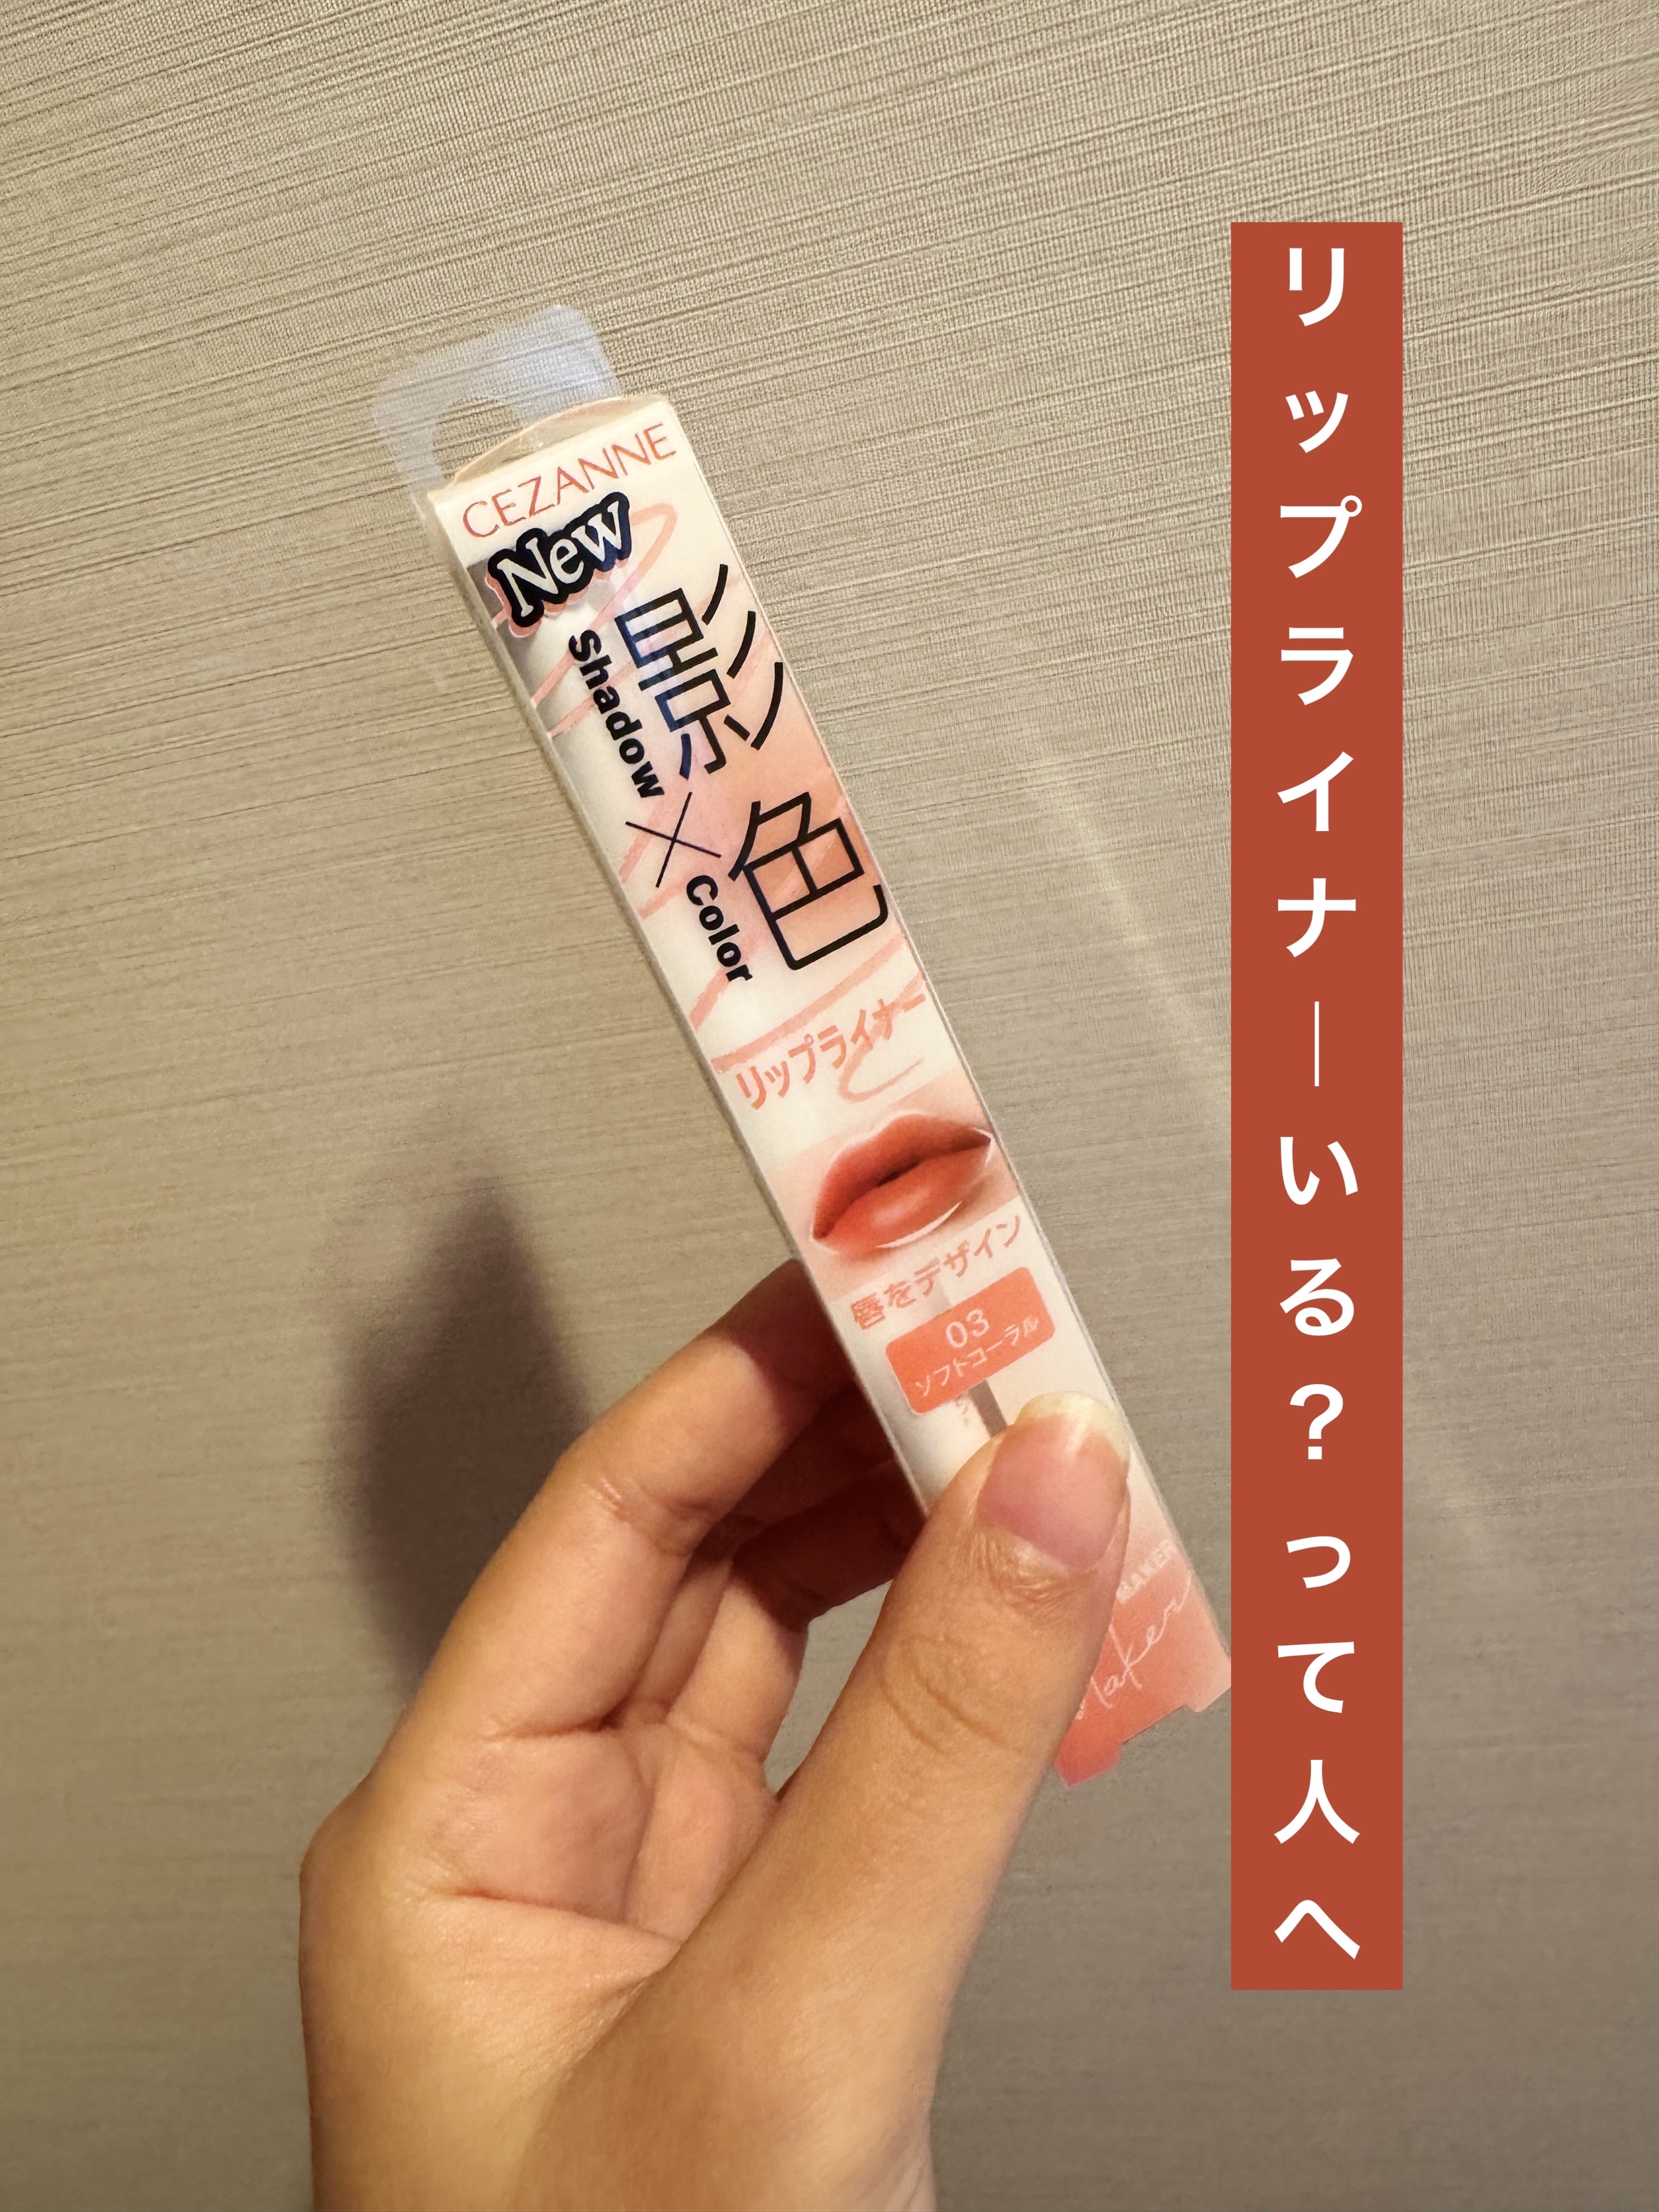 リップライナーいる？って人へ
CEZANNE
New
影×色
Shadow
Color
リップライナー
唇をデザイン
03
ソフトコーラル
Maker